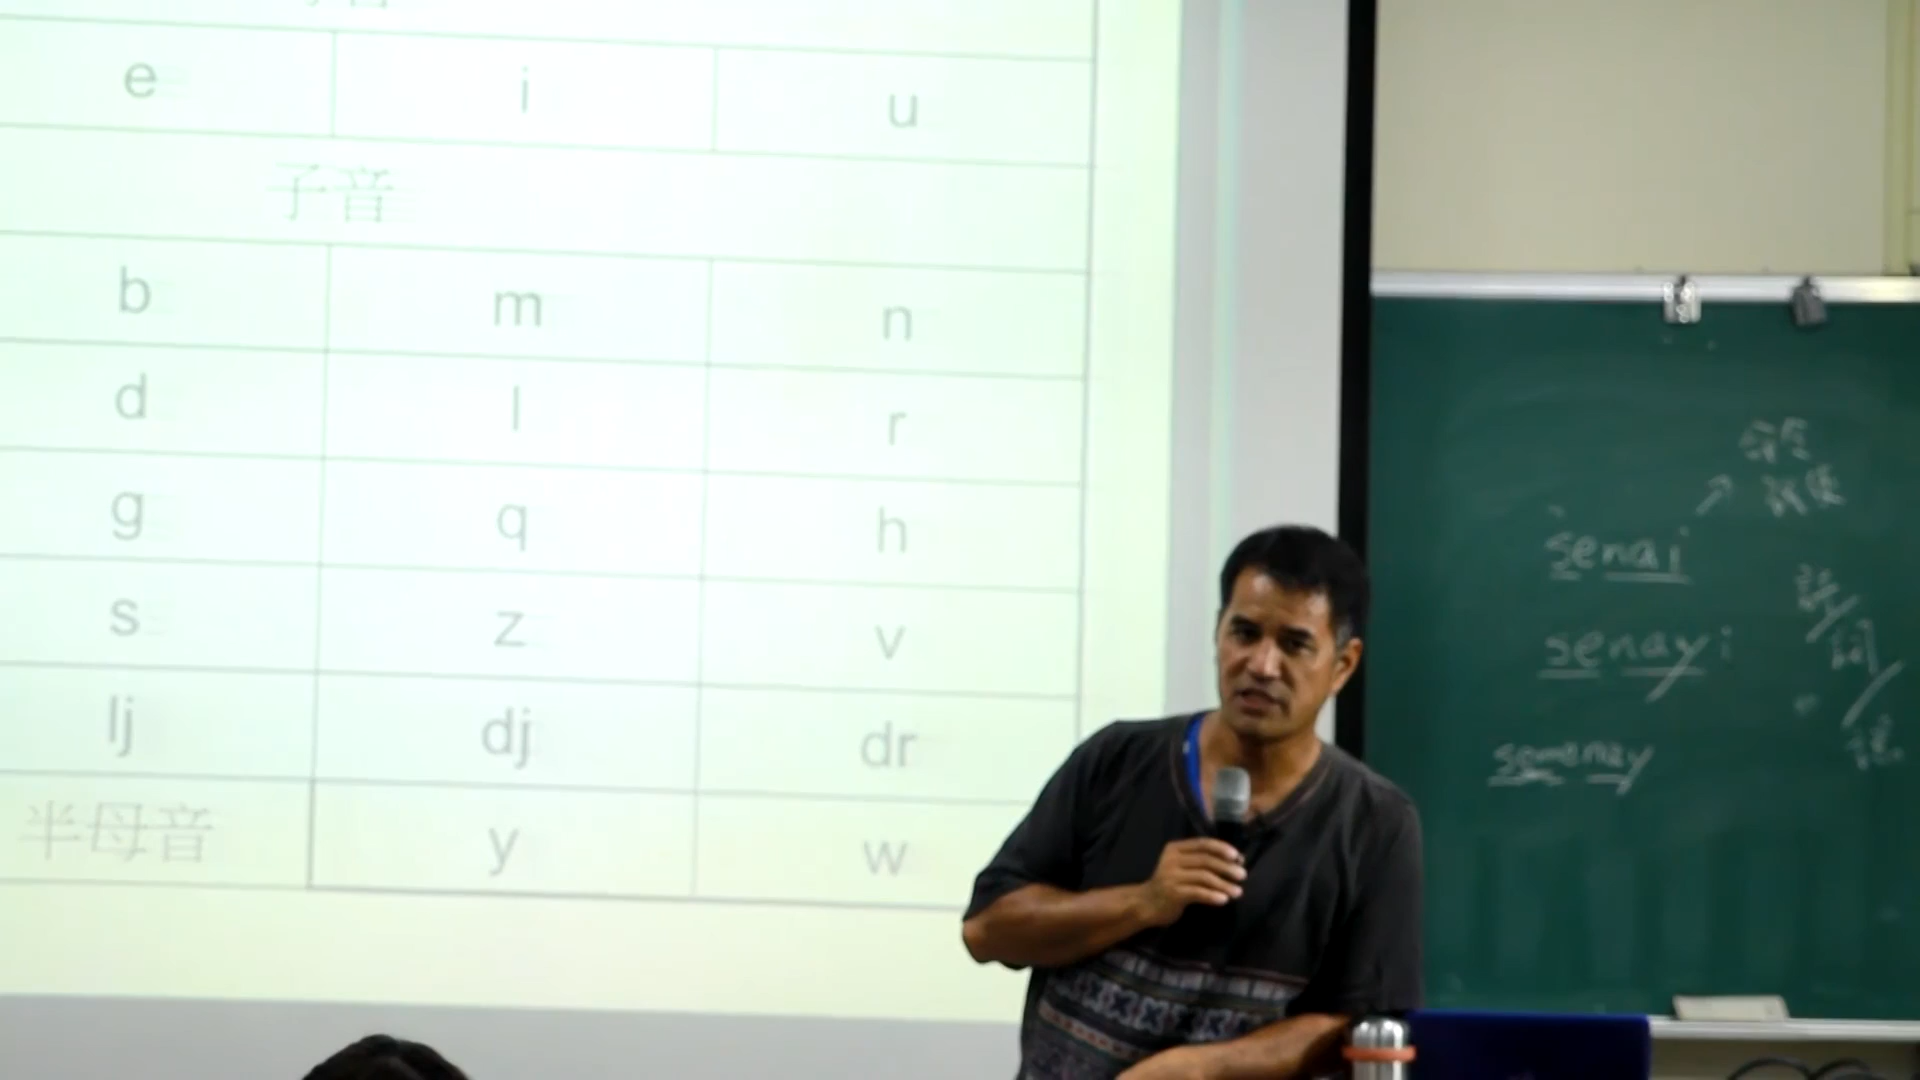 e i u
子音
b m n
d l r
g q h
s z v
lj dj dr
半母音 y w
senai
senayi
semenay